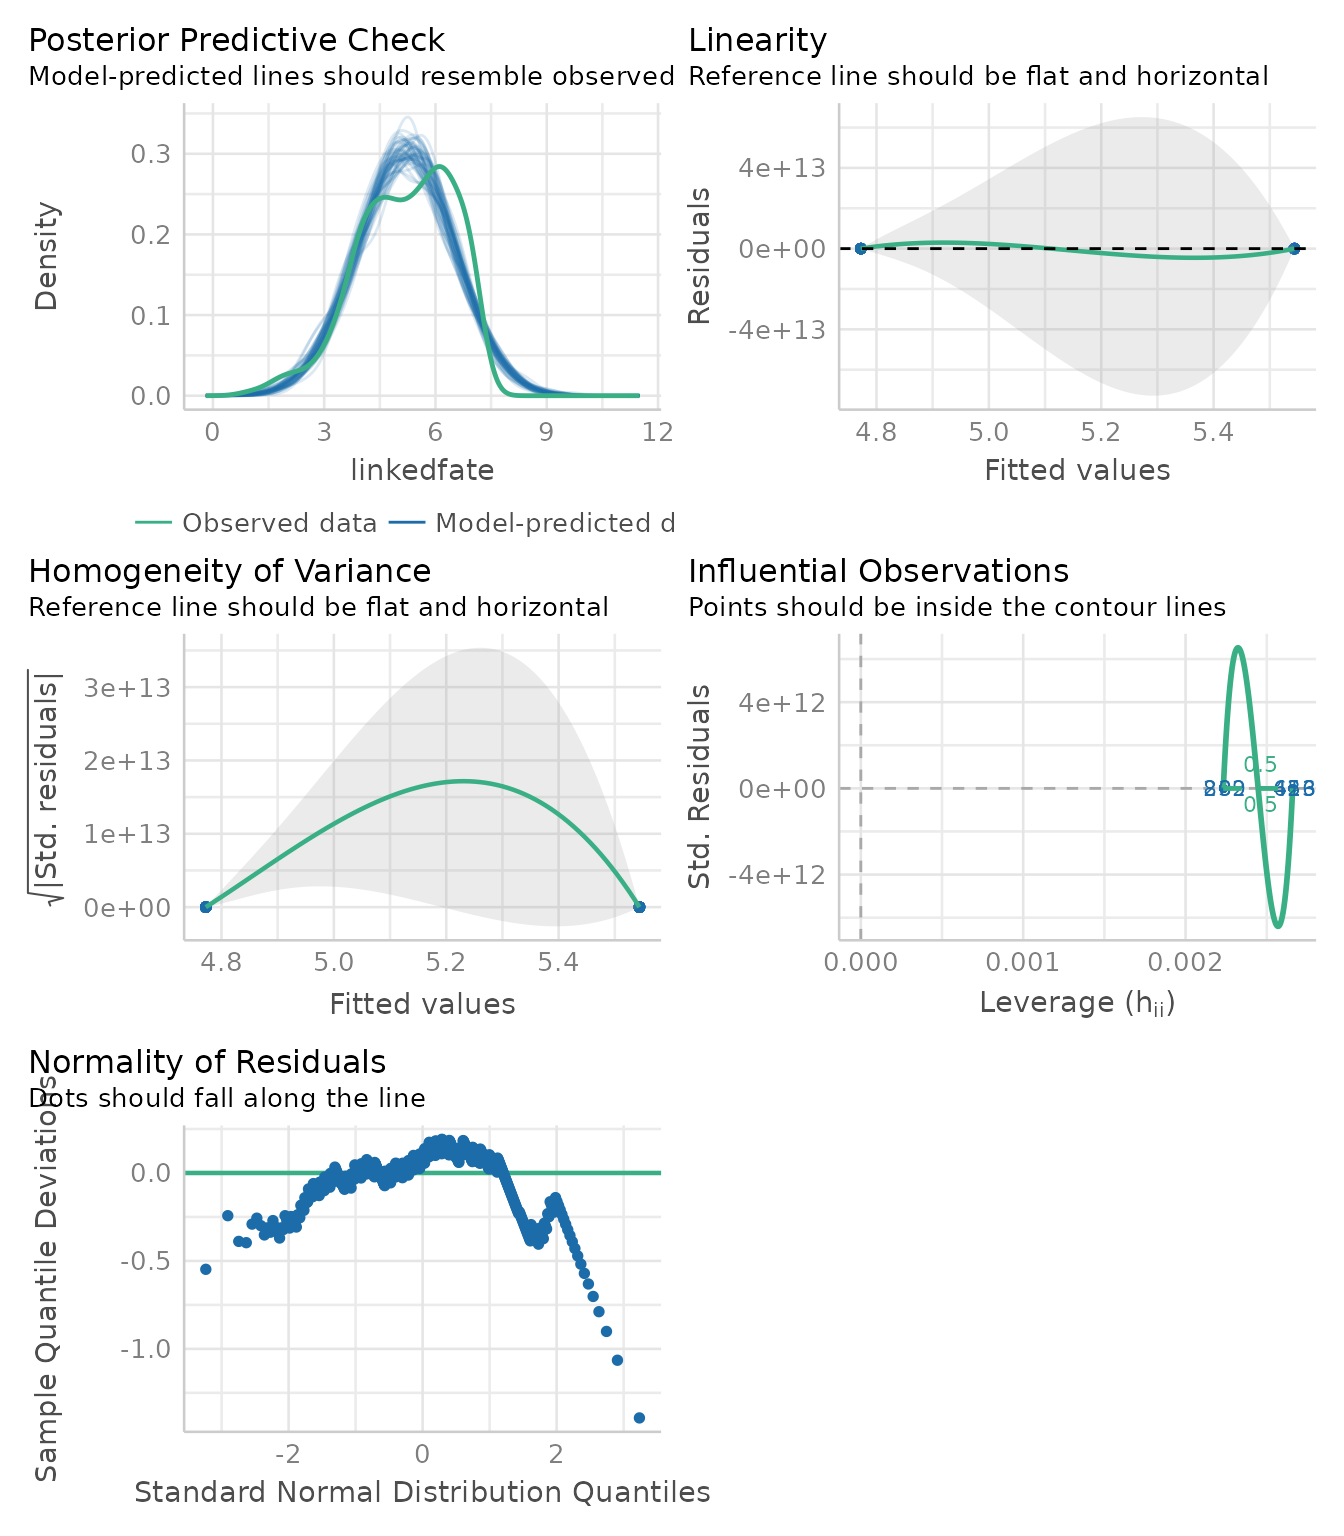 Posterior Predictive Check
Model-predicted lines should resemble observed
Density
0.3
0.2
0.1
0.0
0 3 6 9 12
linkedfate
Observed data Model-predicted d
Linearity
Reference line should be flat and horizontal
Residuals
4e+13
0e+00
-4e+13
4.8 5.0 5.2 5.4
Fitted values
Homogeneity of Variance
Reference line should be flat and horizontal
√|Std. residuals|
3e+13
2e+13
1e+13
0e+00
4.8 5.0 5.2 5.4
Fitted values
Influential Observations
Points should be inside the contour lines
Std. Residuals
4e+12
0e+00
-4e+12
0.5
0.5
0.000 0.001 0.002
Leverage (hii)
Normality of Residuals
Dots should fall along the line
Sample Quantile Deviations
0.0
-0.5
-1.0
-2 0 2
Standard Normal Distribution Quantiles